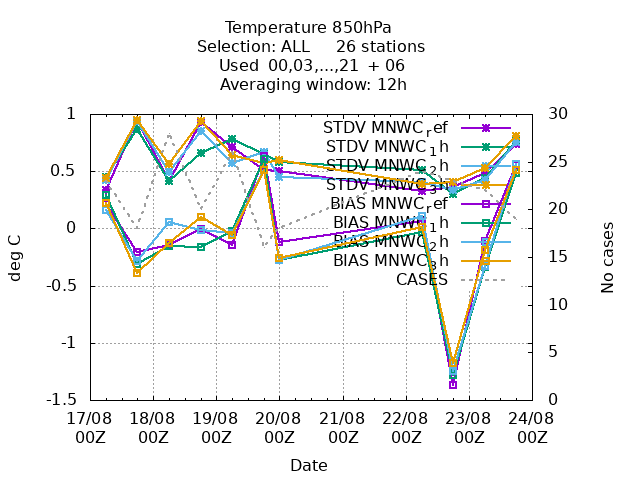 Temperature 850hPa
Selection: ALL 26 stations
Used 00,03,...,21 + 06
Averaging window: 12h
deg C
1
0.5
0
-0.5
-1
-1.5
30
25
20
15
10
5
0
No cases
STDV MNWC_ref
STDV MNWC_1h
STDV MNWC_2h
STDV MNWC_3h
BIAS MNWC_ref
BIAS MNWC_1h
BIAS MNWC_2h
BIAS MNWC_3h
CASES
17/08 18/08 19/08 20/08 21/08 22/08 23/08 24/08
00Z 00Z 00Z 00Z 00Z 00Z 00Z 00Z
Date